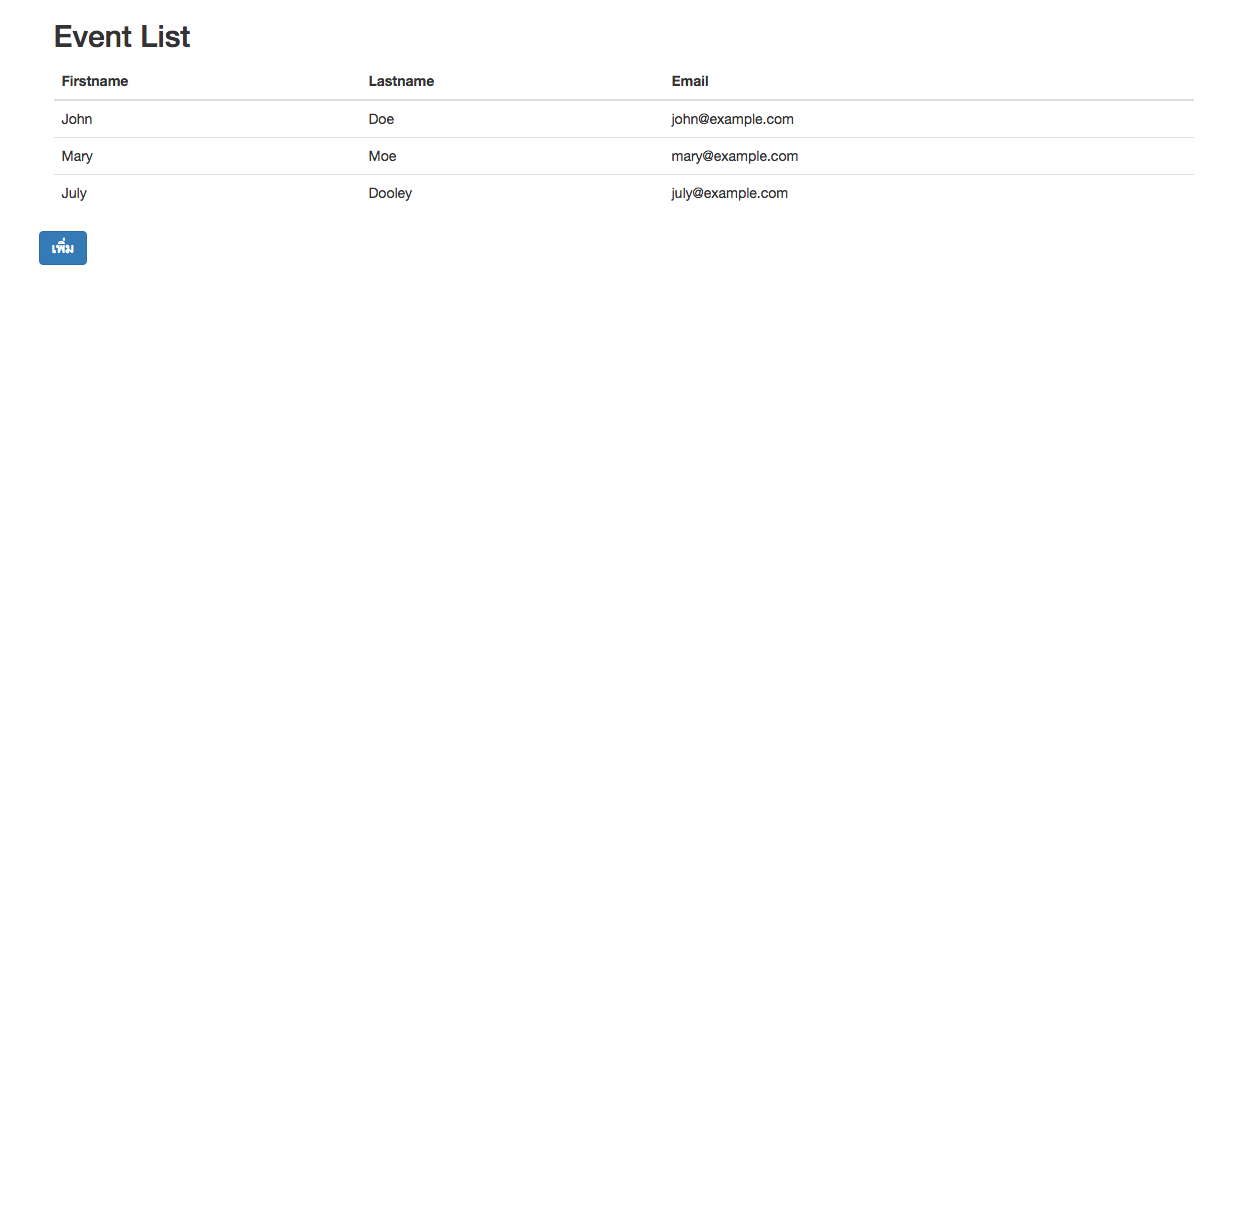 Event List
Firstname Lastname Email
John Doe john@example.com
Mary Moe mary@example.com
July Dooley july@example.com
เพิ่ม